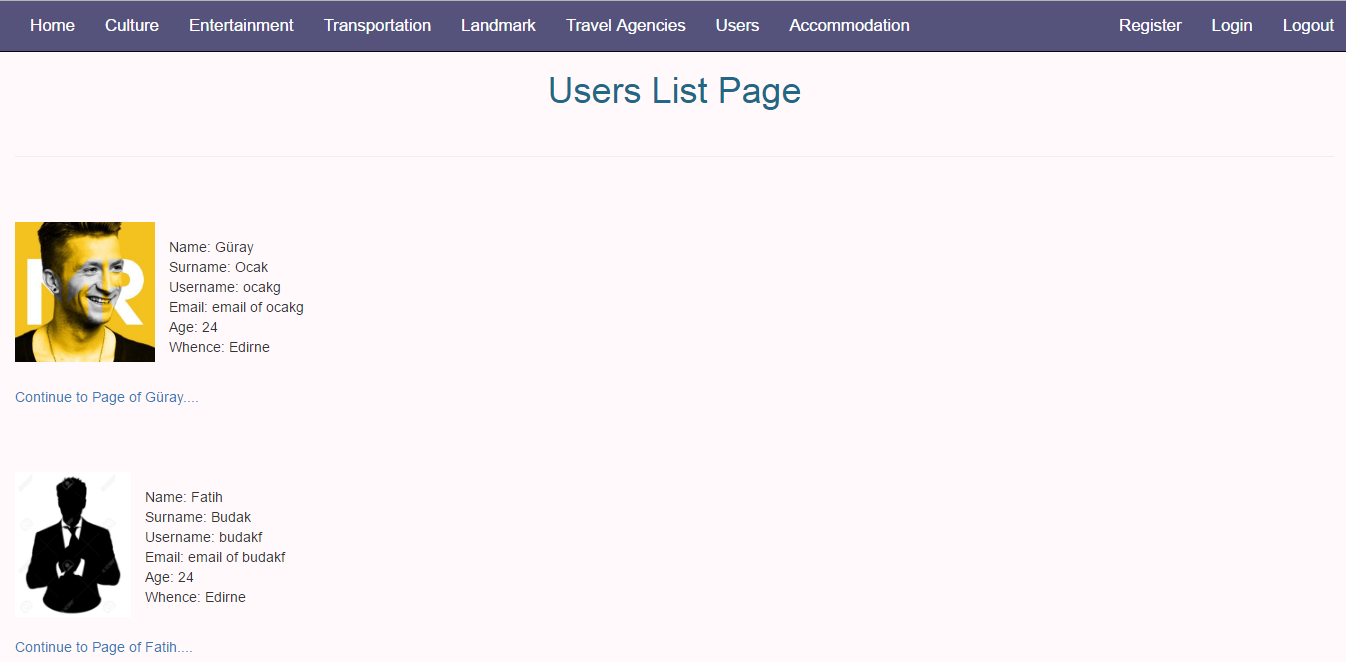 Home Culture Entertainment Transportation Landmark Travel Agencies Users Accommodation Register Login Logout
Users List Page
Name: Güray
Surname: Ocak
Username: ocakg
Email: email of ocakg
Age: 24
Whence: Edirne
Continue to Page of Güray....
Name: Fatih
Surname: Budak
Username: budakf
Email: email of budakf
Age: 24
Whence: Edirne
Continue to Page of Fatih....